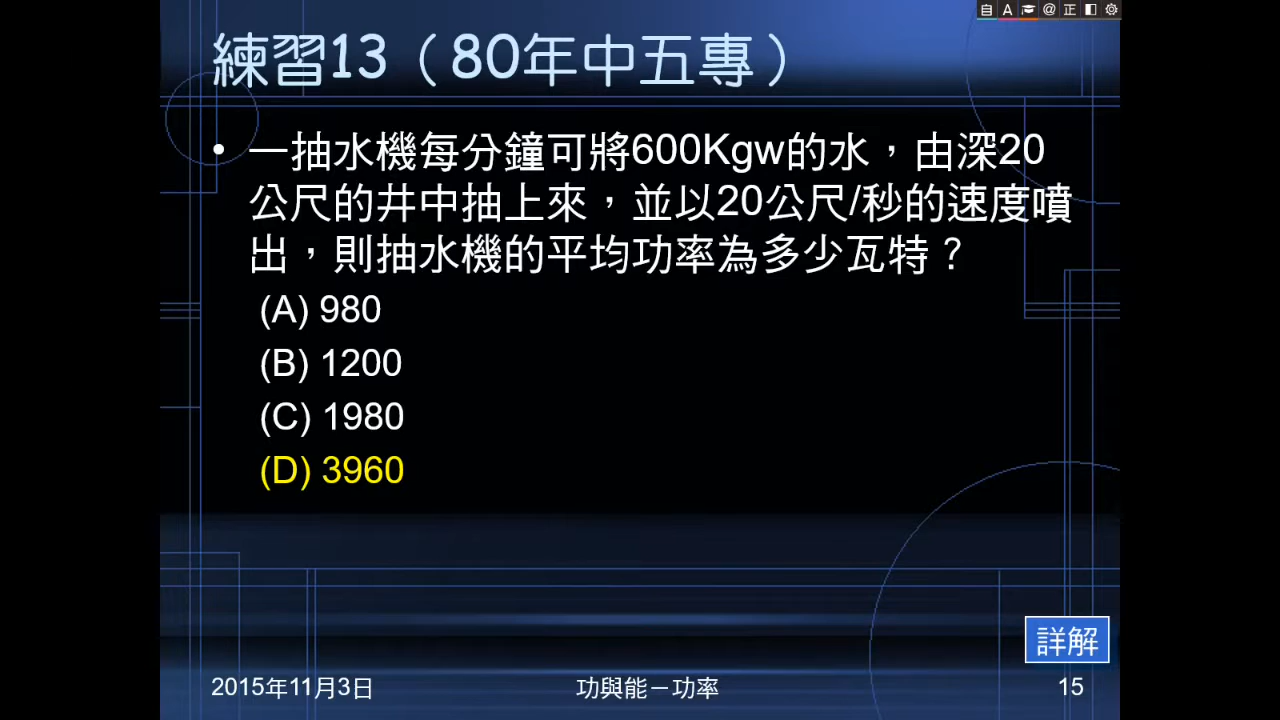 自 A @ 正
練習13（80年中五專）
• 一抽水機每分鐘可將600Kgw的水，由深20
公尺的井中抽上來，並以20公尺/秒的速度噴
出，則抽水機的平均功率為多少瓦特？
(A) 980
(B) 1200
(C) 1980
(D) 3960
詳解
2015年11月3日 功與能－功率 15